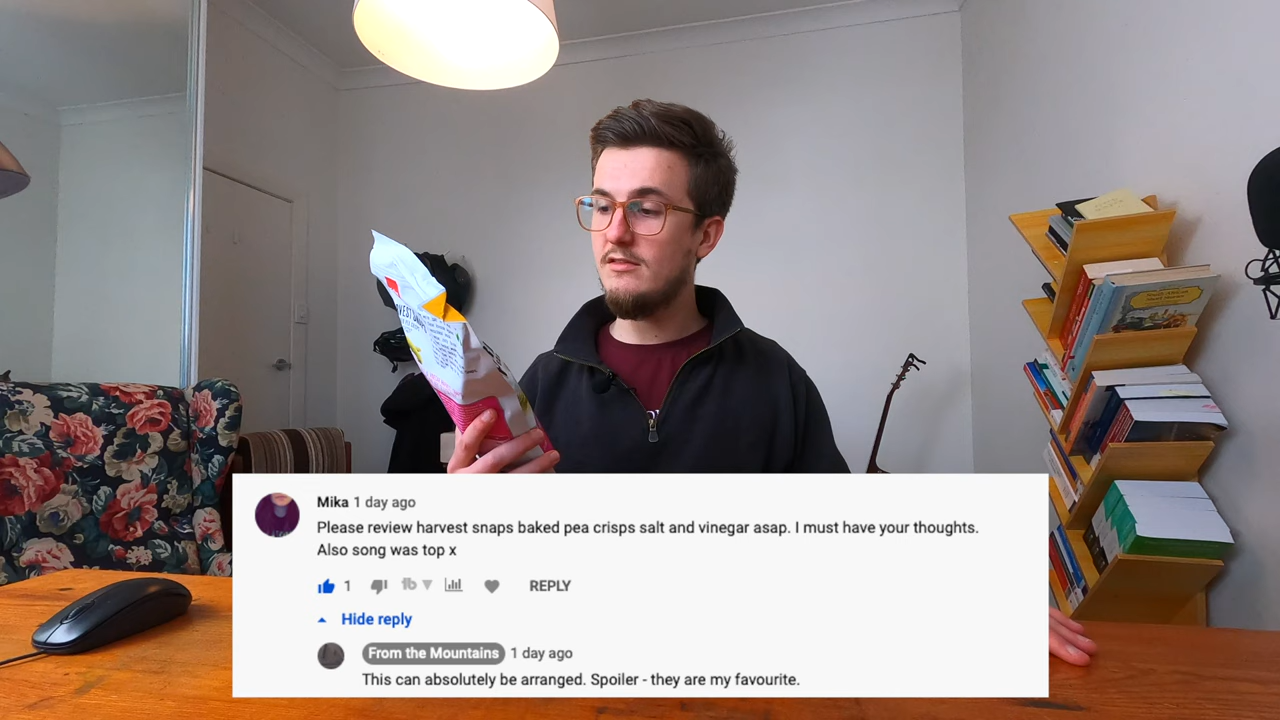 Mika 1 day ago
Please review harvest snaps baked pea crisps salt and vinegar asap. I must have your thoughts.
Also song was top x
1
REPLY
Hide reply
From the Mountains 1 day ago
This can absolutely be arranged. Spoiler - they are my favourite.